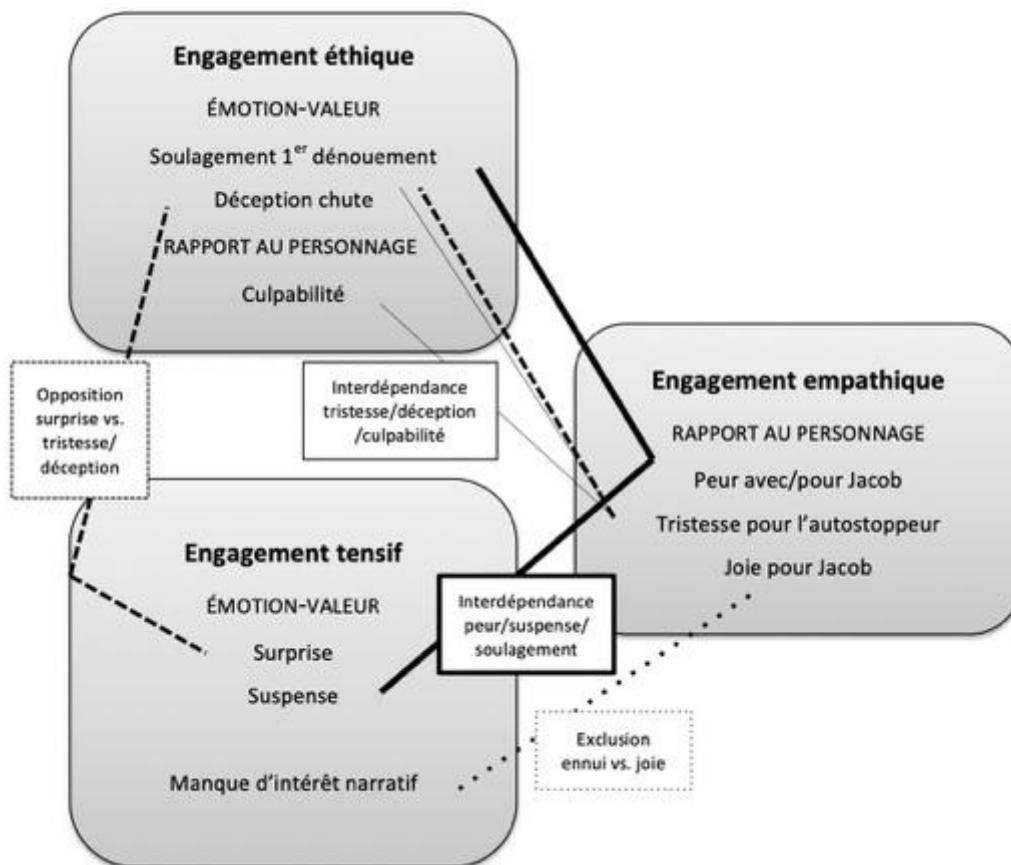 Engagement éthique
ÉMOTION-VALEUR
Soulagement 1er dénouement
Déception chute
RAPPORT AU PERSONNAGE
Culpabilité
Opposition
surprise vs.
tristesse/
déception
Interdépendance
tristesse/déception
/culpabilité
Engagement empathique
RAPPORT AU PERSONNAGE
Peur avec/pour Jacob
Tristesse pour l'autostoppeur
Joie pour Jacob
Engagement tensif
ÉMOTION-VALEUR
Surprise
Suspense
Manque d'intérêt narratif
Interdépendance
peur/suspense/
soulagement
Exclusion
ennui vs. joie